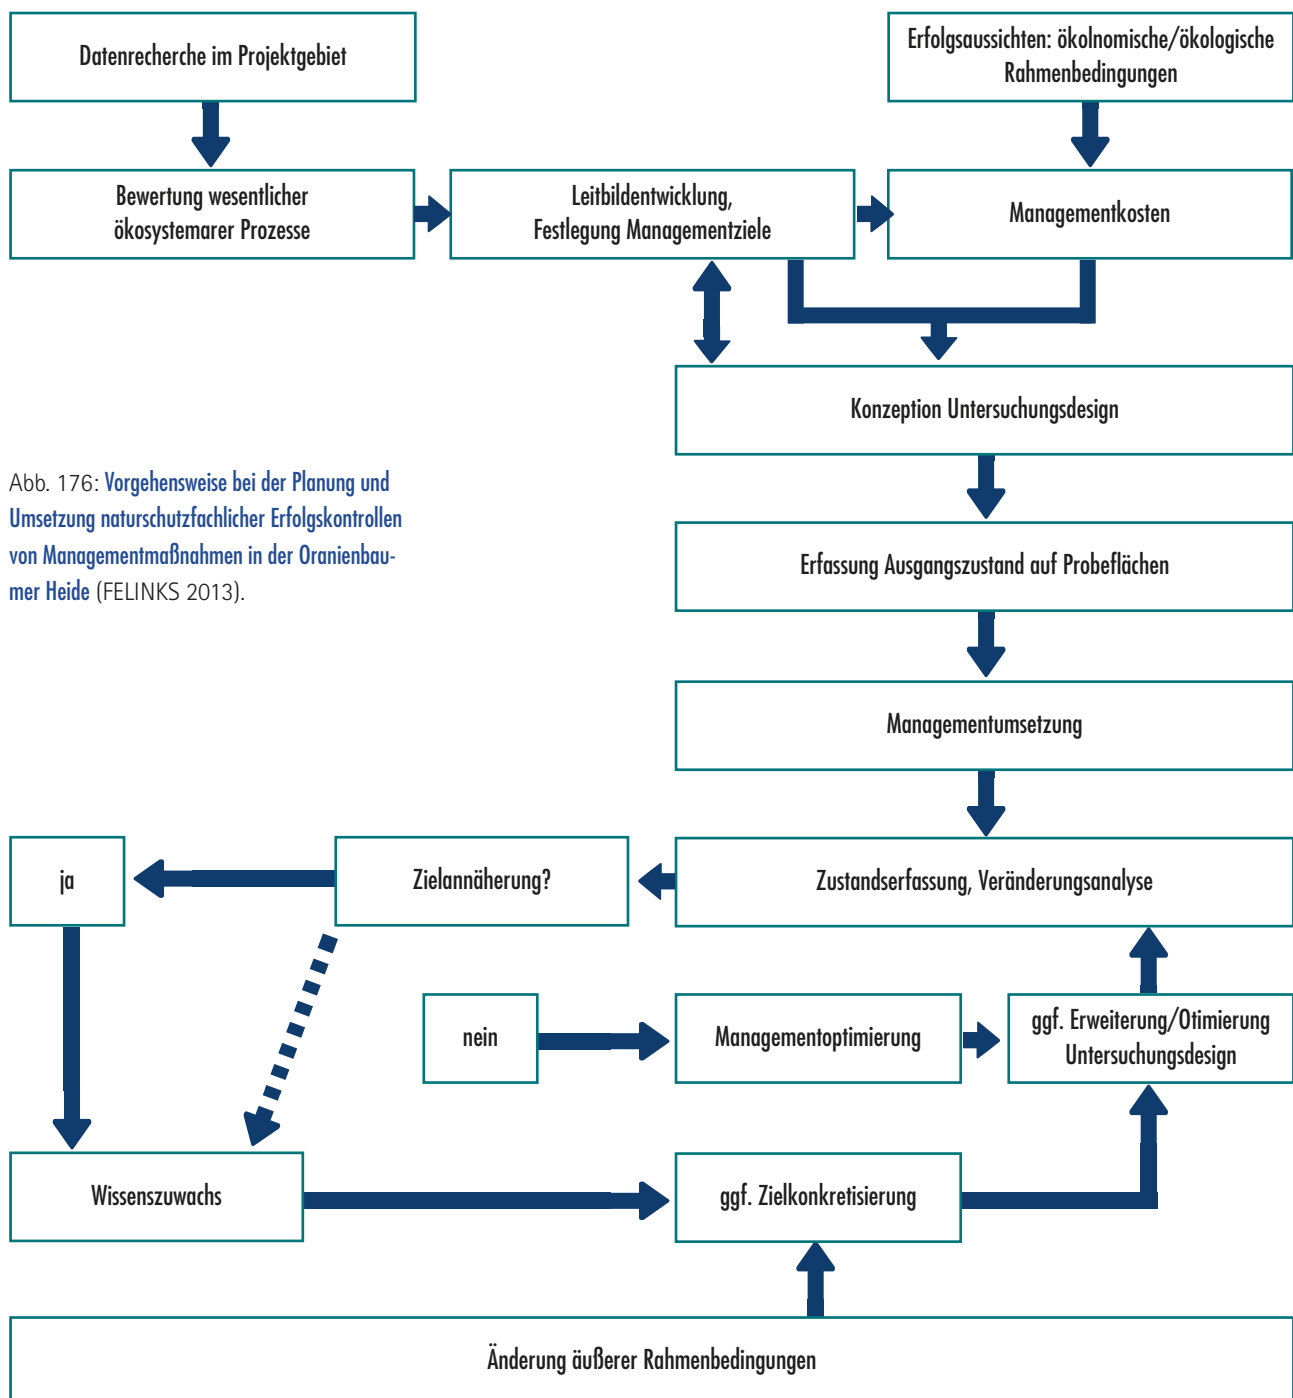 Datenrecherche im Projektgebiet
Erfolgsaussichten: ökolnomische/ökologische
Rahmenbedingungen
Bewertung wesentlicher
ökosystemarer Prozesse
Leitbildentwicklung,
Festlegung Managementziele
Managementkosten
Konzeption Untersuchungsdesign
Abb. 176: Vorgehensweise bei der Planung und
Umsetzung naturschutzfachlicher Erfolgskontrollen
von Managementmaßnahmen in der Oranienbau-
mer Heide (FELINKS 2013).
Erfassung Ausgangszustand auf Probeflächen
Managementumsetzung
ja
Zielannäherung?
Zustandserfassung, Veränderungsanalyse
nein
Managementoptimierung
ggf. Erweiterung/Otimierung
Untersuchungsdesign
Wissenszuwachs
ggf. Zielkonkretisierung
Änderung äußerer Rahmenbedingungen